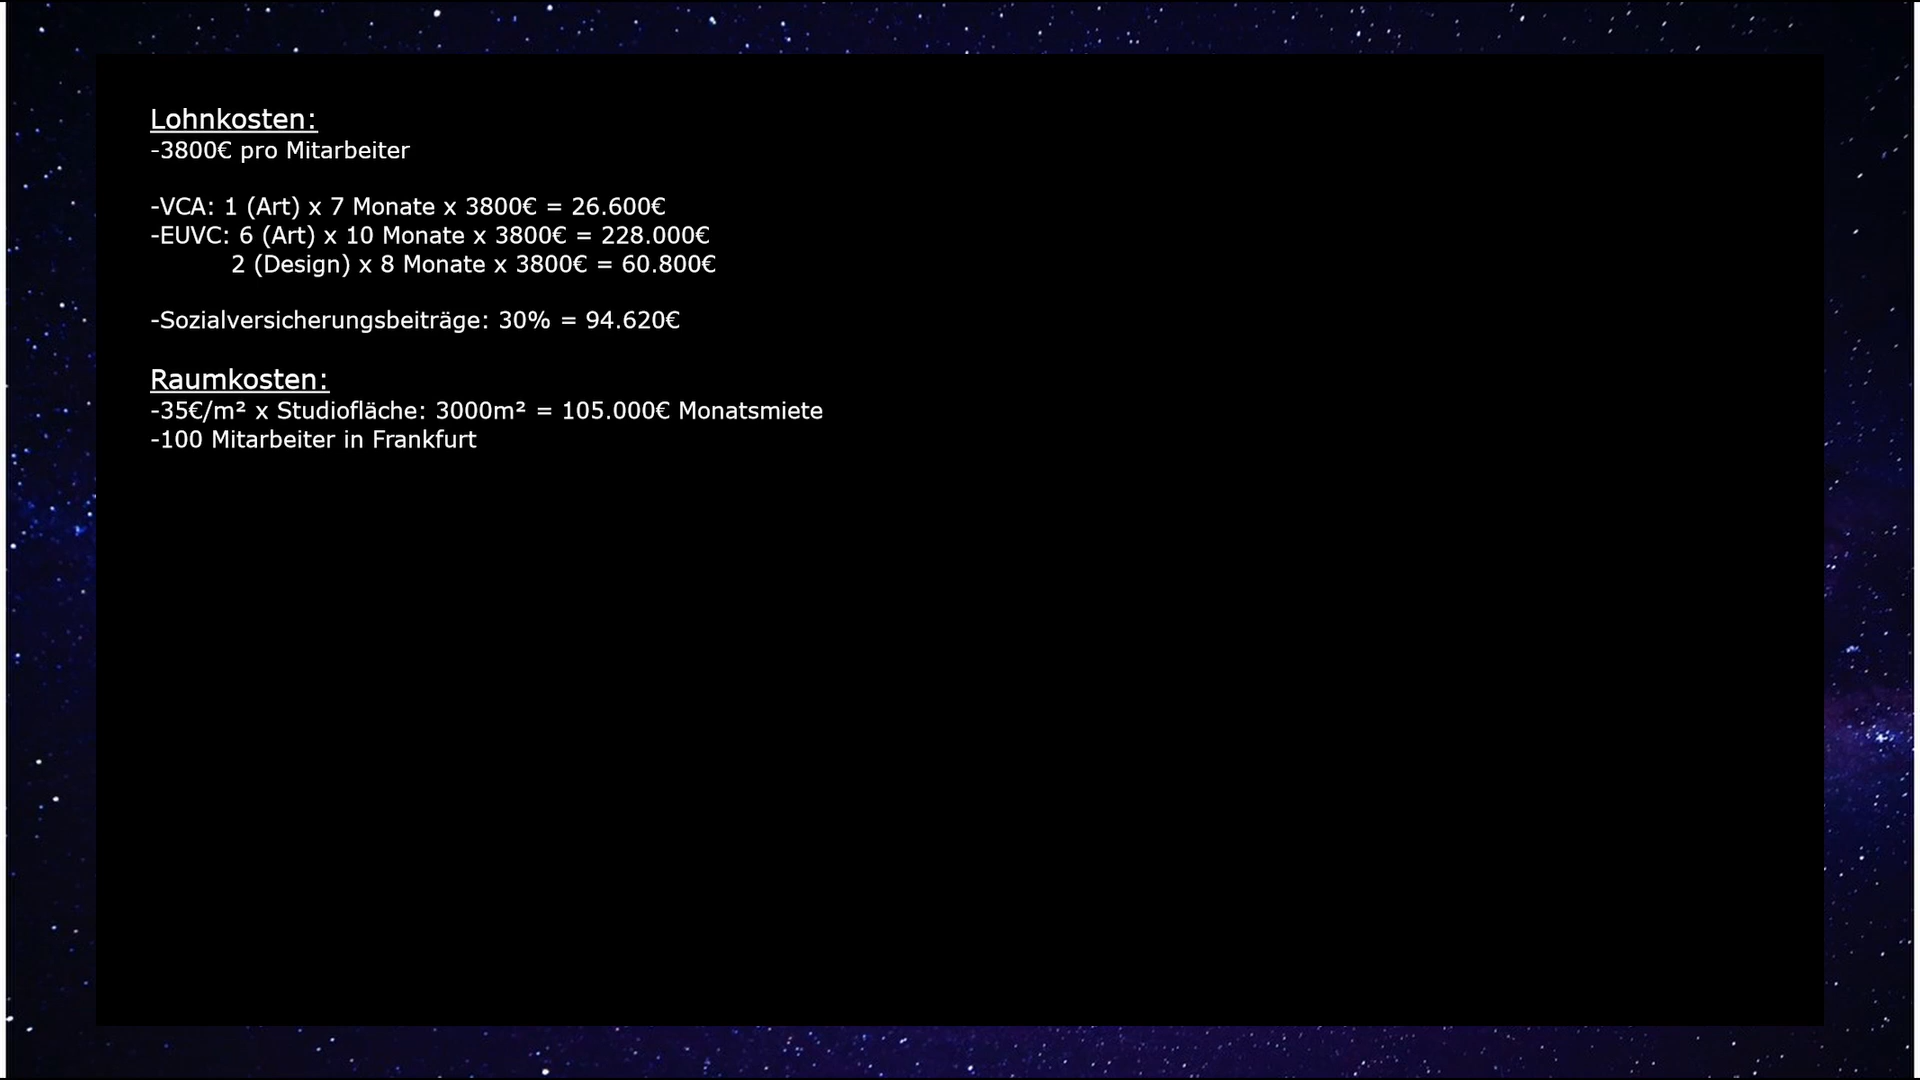 Lohnkosten:
-3800€ pro Mitarbeiter
-VCA: 1 (Art) x 7 Monate x 3800€ = 26.600€
-EUVC: 6 (Art) x 10 Monate x 3800€ = 228.000€
2 (Design) x 8 Monate x 3800€ = 60.800€
-Sozialversicherungsbeiträge: 30% = 94.620€
Raumkosten:
-35€/m² x Studiofläche: 3000m² = 105.000€ Monatsmiete
-100 Mitarbeiter in Frankfurt